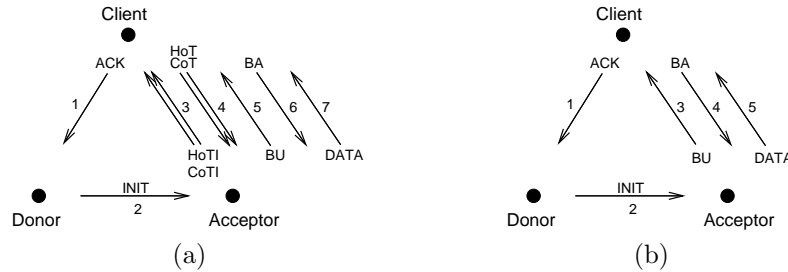 Client
ACK
HoT
CoT
BA
1
3
4
5
6
7
HoTI
CoTI
BU
DATA
INIT
2
Donor
Acceptor
(a)
Client
ACK
BA
1
3
4
5
BU
DATA
INIT
2
Donor
Acceptor
(b)